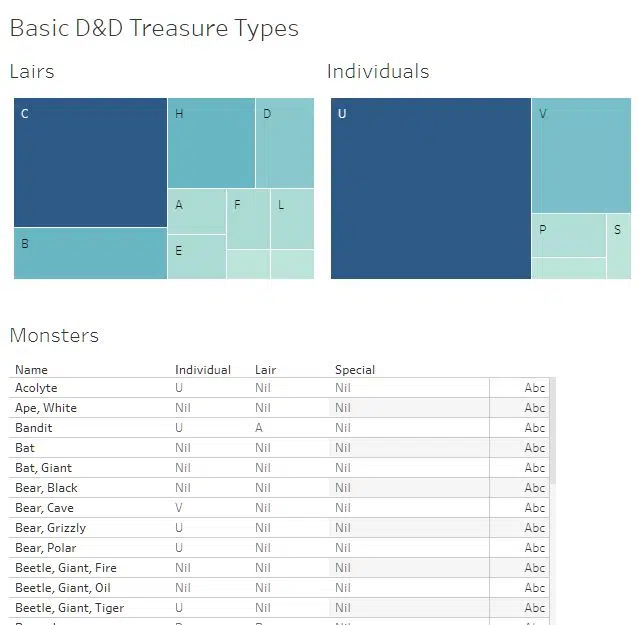 Basic D&D Treasure Types
Lairs
Individuals
C
H
D
A
F
L
B
E
U
V
P
S
Monsters
Name Individual Lair Special
Acolyte U Nil Nil Abc
Ape, White Nil Nil Nil Abc
Bandit U A Nil Abc
Bat Nil Nil Nil Abc
Bat, Giant Nil Nil Nil Abc
Bear, Black Nil Nil Nil Abc
Bear, Cave V Nil Nil Abc
Bear, Grizzly U Nil Nil Abc
Bear, Polar U Nil Nil Abc
Beetle, Giant, Fire Nil Nil Nil Abc
Beetle, Giant, Oil Nil Nil Nil Abc
Beetle, Giant, Tiger U Nil Nil Abc